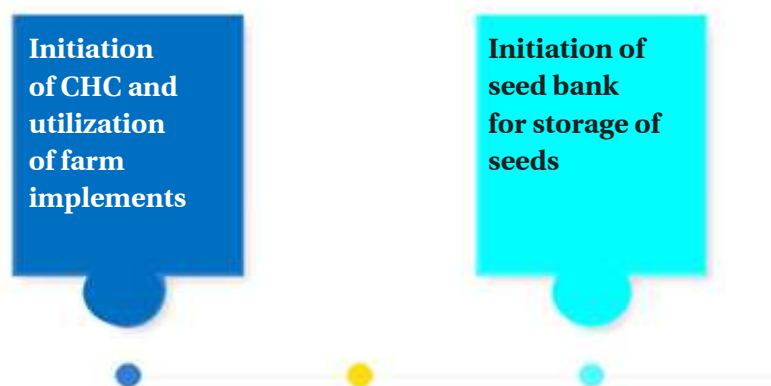 Initiation
of CHC and
utilization
of farm
implements
Initiation of
seed bank
for storage of
seeds